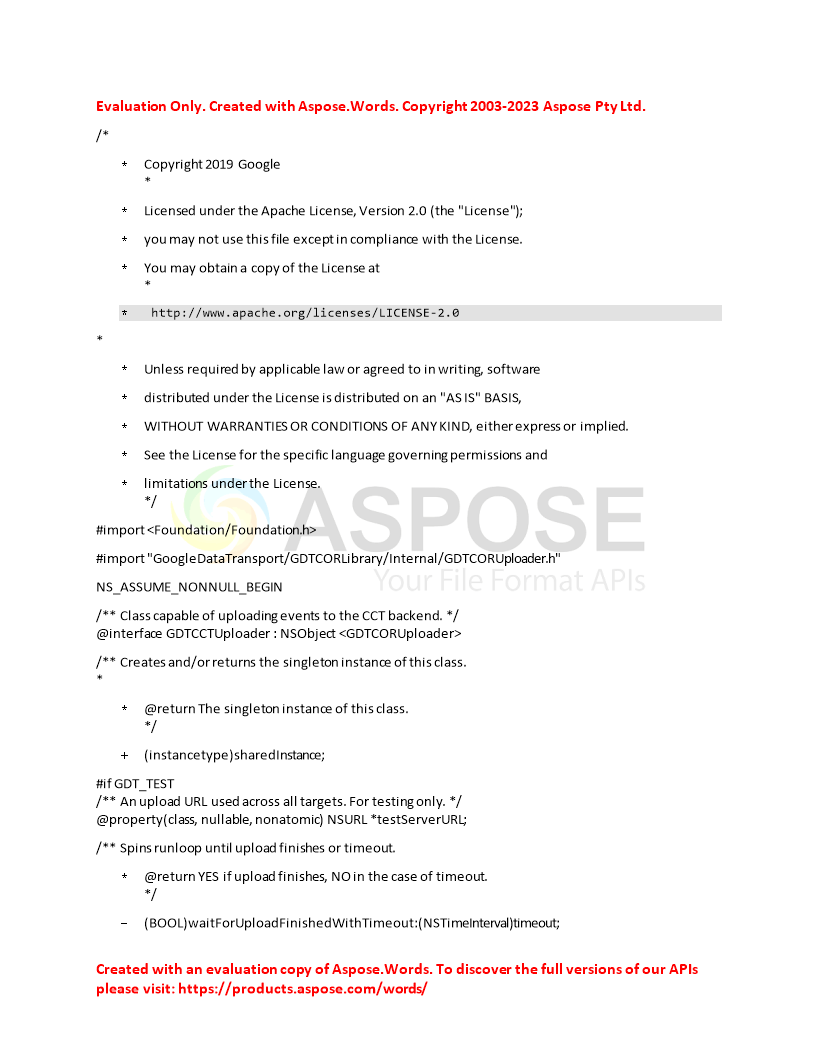 Evaluation Only. Created with Aspose.Words. Copyright 2003-2023 Aspose Pty Ltd.
/*
* Copyright 2019 Google
*
* Licensed under the Apache License, Version 2.0 (the "License");
* you may not use this file except in compliance with the License.
* You may obtain a copy of the License at
*
* http://www.apache.org/licenses/LICENSE-2.0
*
* Unless required by applicable law or agreed to in writing, software
* distributed under the License is distributed on an "AS IS" BASIS,
* WITHOUT WARRANTIES OR CONDITIONS OF ANY KIND, either express or implied.
* See the License for the specific language governing permissions and
* limitations under the License.
*/
ASPOSE
#import <Foundation/Foundation.h>
#import "GoogleDataTransport/GDTCORLibrary/Internal/GDTCORUploader.h"
Your File Format APIs
NS_ASSUME_NONNULL_BEGIN
/** Class capable of uploading events to the CCT backend. */
@interface GDTCCTUploader : NSObject <GDTCORUploader>
/** Creates and/or returns the singleton instance of this class.
*
* @return The singleton instance of this class.
*/
+ (instancetype)sharedInstance;
#if GDT_TEST
/** An upload URL used across all targets. For testing only. */
@property(class, nullable, nonatomic) NSURL *testServerURL;
/** Spins runloop until upload finishes or timeout.
* @return YES if upload finishes, NO in the case of timeout.
*/
– (BOOL)waitForUploadFinishedWithTimeout:(NSTimeInterval)timeout;
Created with an evaluation copy of Aspose.Words. To discover the full versions of our APIs
please visit: https://products.aspose.com/words/